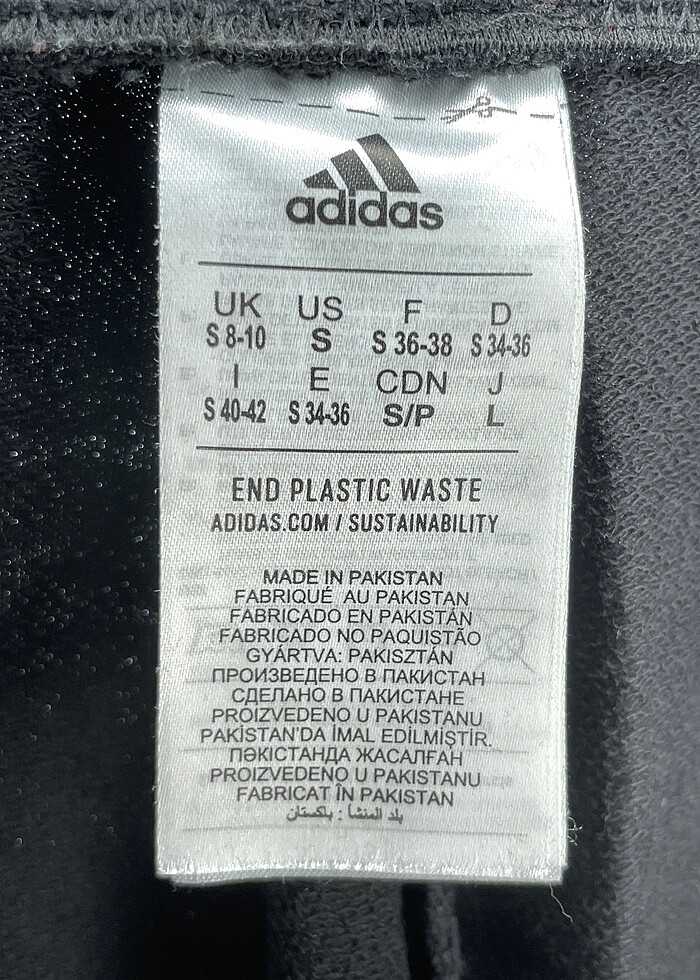 adidas
UK US F D
S 8-10 S S 36-38 S 34-36
I E CDN J
S 40-42 S 34-36 S/P L
END PLASTIC WASTE
ADIDAS.COM / SUSTAINABILITY
MADE IN PAKISTAN
FABRIQUÉ AU PAKISTAN
FABRICADO EN PAKISTÁN
FABRICADO NO PAQUISTÃO
GYÁRTVA: PAKISZTÁN
ПРОИЗВЕДЕНО В ПАКИСТАН
СДЕЛАНО В ПАКИСТАНЕ
PROIZVEDENO U PAKISTANU
PAKİSTAN'DA İMAL EDİLMİŞTİR.
ПӘКІСТАНДА ЖАСАЛҒАН
PROIZVEDENO U PAKISTANU
FABRICAT ÎN PAKISTAN
بلد المنشأ : باكستان